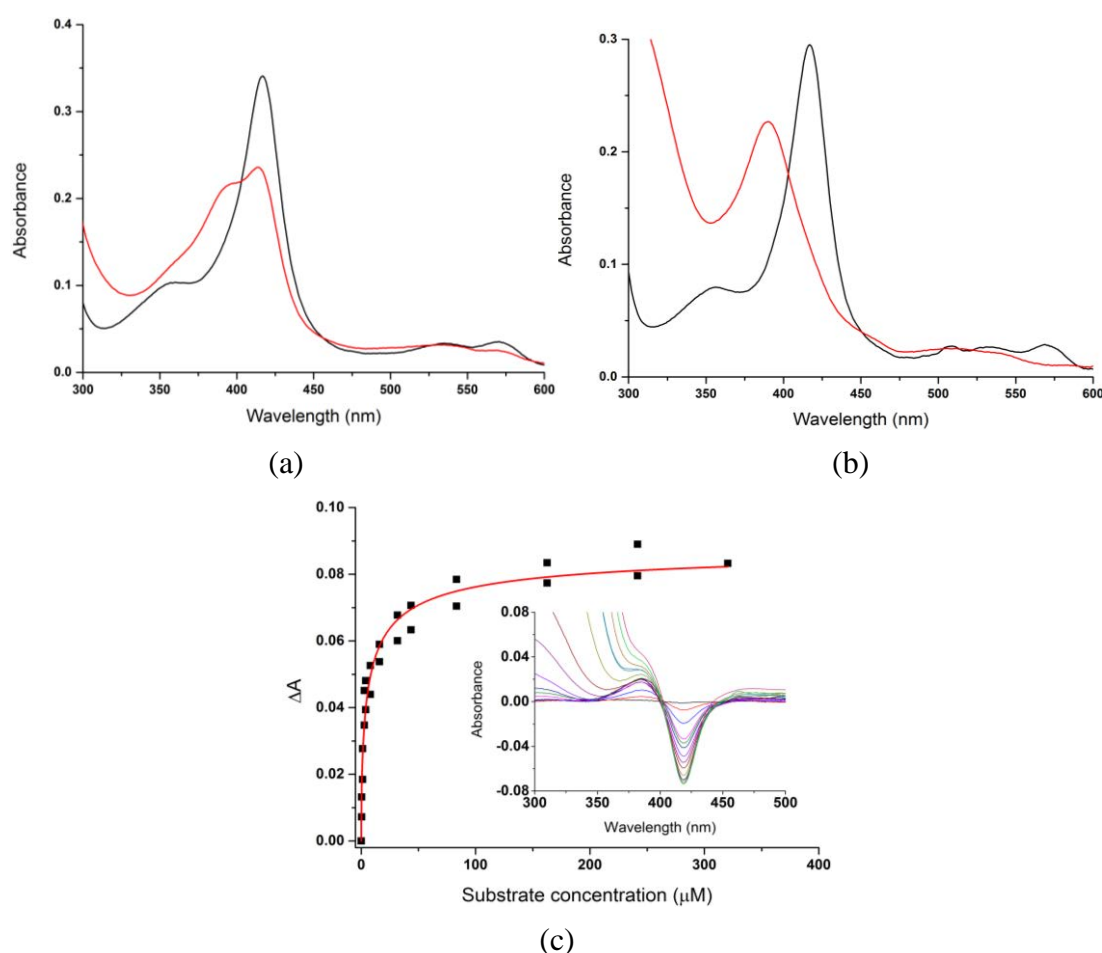 0.4
0.3
0.2
0.1
0.0
Absorbance
300 350 400 450 500 550 600
Wavelength (nm)
(a)
0.3
0.2
0.1
0.0
Absorbance
300 350 400 450 500 550 600
Wavelength (nm)
(b)
0.10
0.08
0.06
0.04
0.02
0.00
ΔA
0 100 200 300 400
Substrate concentration (μM)
0.08
0.04
0.00
-0.04
-0.08
Absorbance
300 350 400 450 500
Wavelength (nm)
(c)